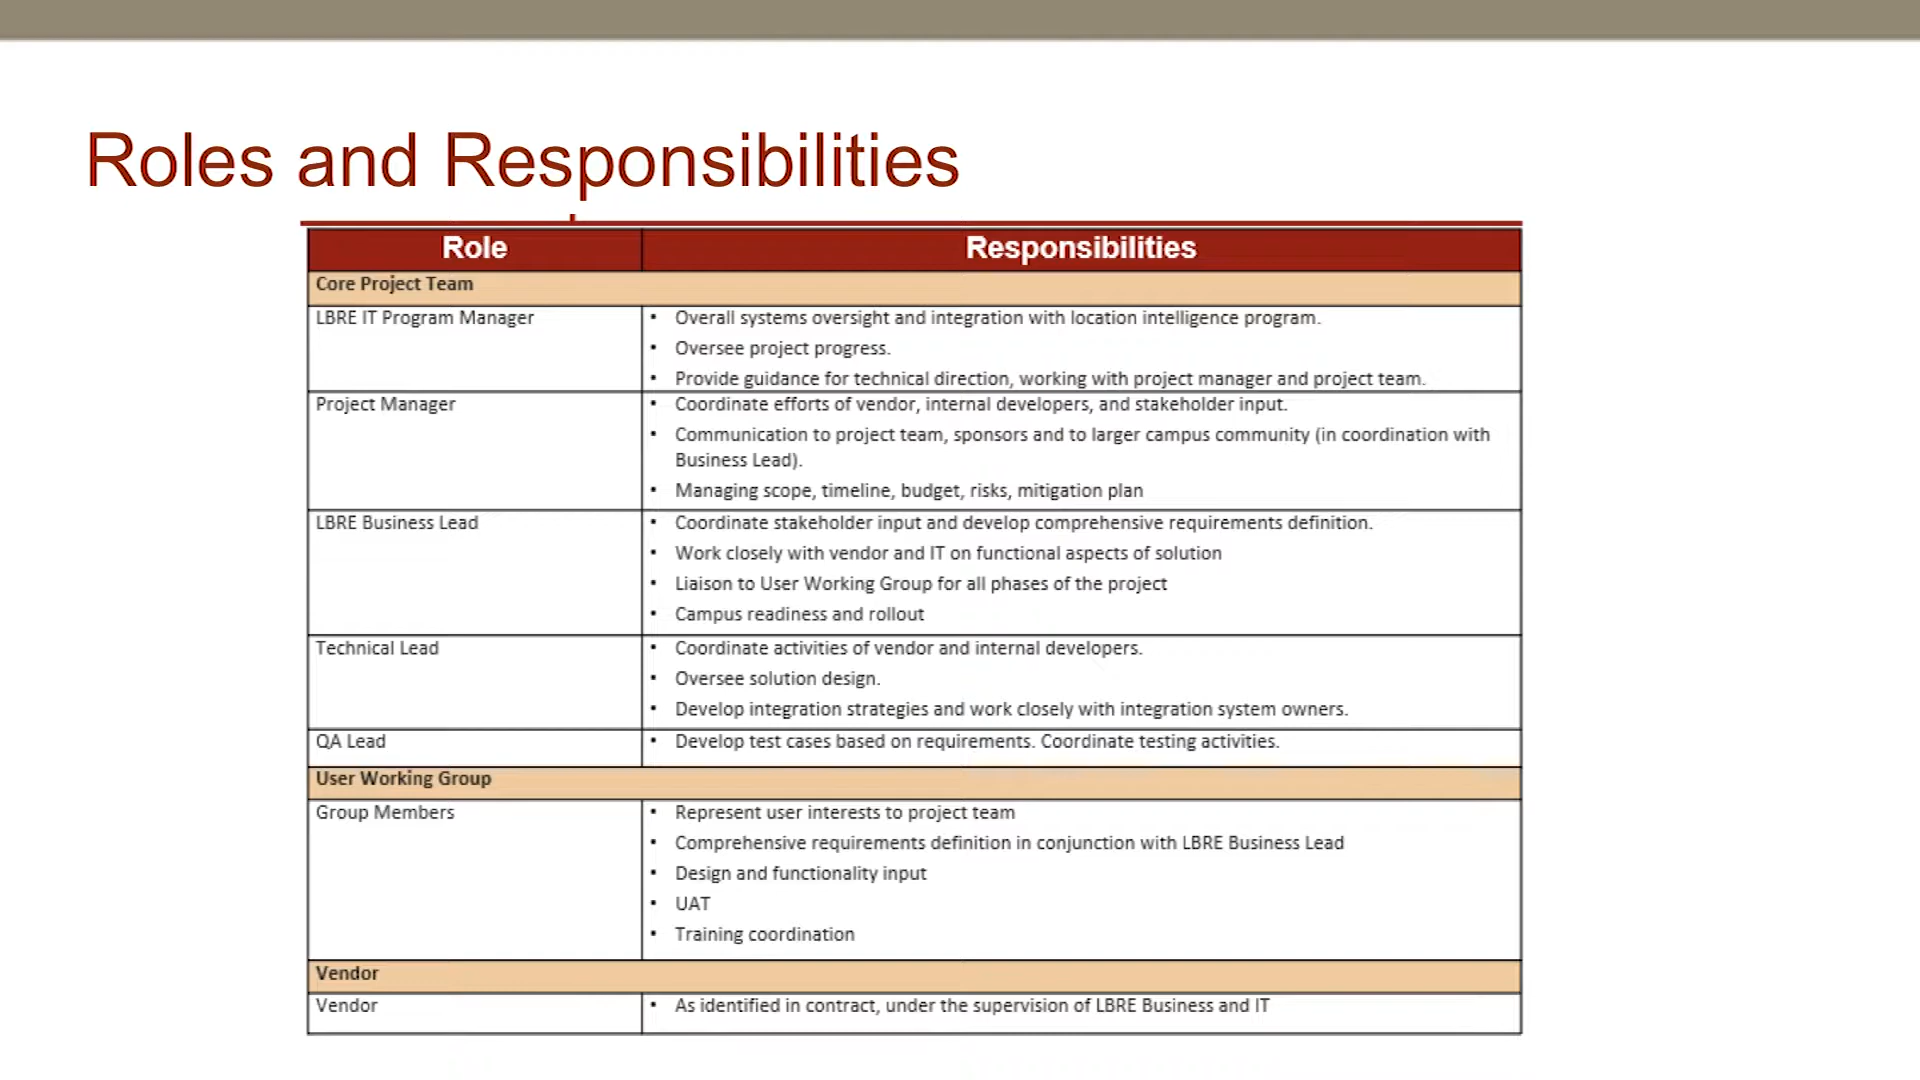 Roles and Responsibilities
Role Responsibilities
Core Project Team
LBRE IT Program Manager
• Overall systems oversight and integration with location intelligence program.
• Oversee project progress.
• Provide guidance for technical direction, working with project manager and project team.
Project Manager
• Coordinate efforts of vendor, internal developers, and stakeholder input.
• Communication to project team, sponsors and to larger campus community (in coordination with
Business Lead).
• Managing scope, timeline, budget, risks, mitigation plan
LBRE Business Lead
• Coordinate stakeholder input and develop comprehensive requirements definition.
• Work closely with vendor and IT on functional aspects of solution
• Liaison to User Working Group for all phases of the project
• Campus readiness and rollout
Technical Lead
• Coordinate activities of vendor and internal developers.
• Oversee solution design.
• Develop integration strategies and work closely with integration system owners.
QA Lead
• Develop test cases based on requirements. Coordinate testing activities.
User Working Group
Group Members
• Represent user interests to project team
• Comprehensive requirements definition in conjunction with LBRE Business Lead
• Design and functionality input
• UAT
• Training coordination
Vendor
Vendor
• As identified in contract, under the supervision of LBRE Business and IT